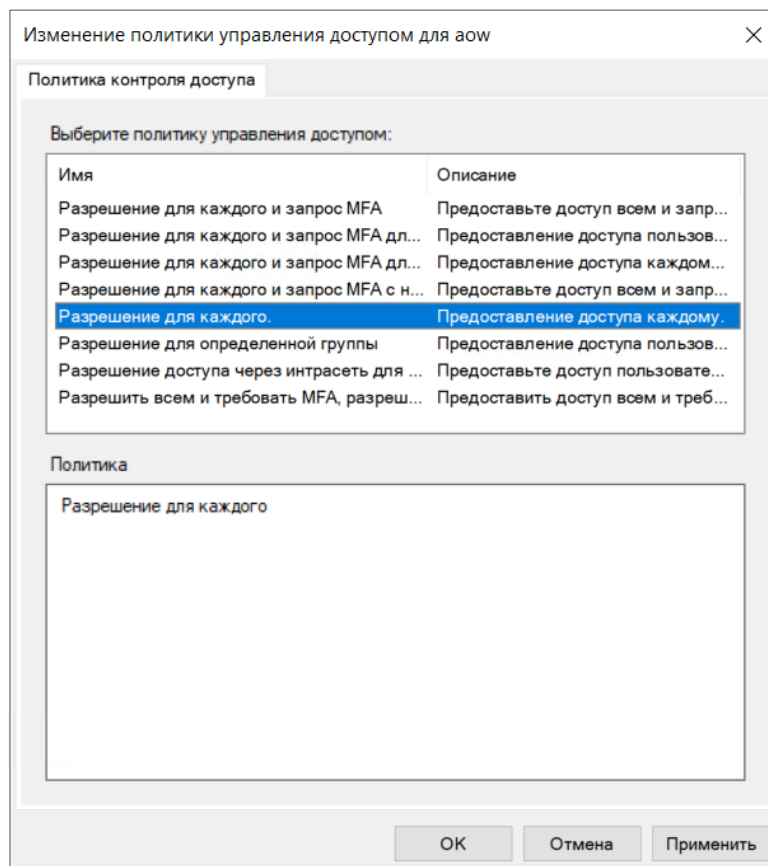 Изменение политики управления доступом для aow
Политика контроля доступа
Выберите политику управления доступом:
Имя Описание
Разрешение для каждого и запрос MFA Предоставьте доступ всем и запр...
Разрешение для каждого и запрос MFA дл... Предоставление доступа пользов...
Разрешение для каждого и запрос MFA дл... Предоставление доступа каждом...
Разрешение для каждого и запрос MFA с н... Предоставьте доступ всем и запр...
Разрешение для каждого. Предоставление доступа каждому.
Разрешение для определенной группы Предоставление доступа пользов...
Разрешение доступа через интрасеть для ... Предоставьте доступ пользовате...
Разрешить всем и требовать MFA, разреш... Предоставить доступ всем и треб...
Политика
Разрешение для каждого
OK Отмена Применить